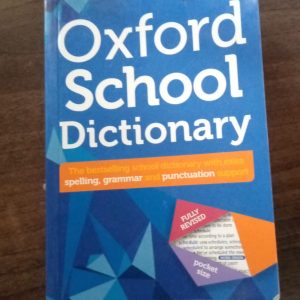 Oxford
School
Dictionary
The bestselling school dictionary with extra
spelling, grammar and punctuation support
FULLY
REVISED
pocket
size